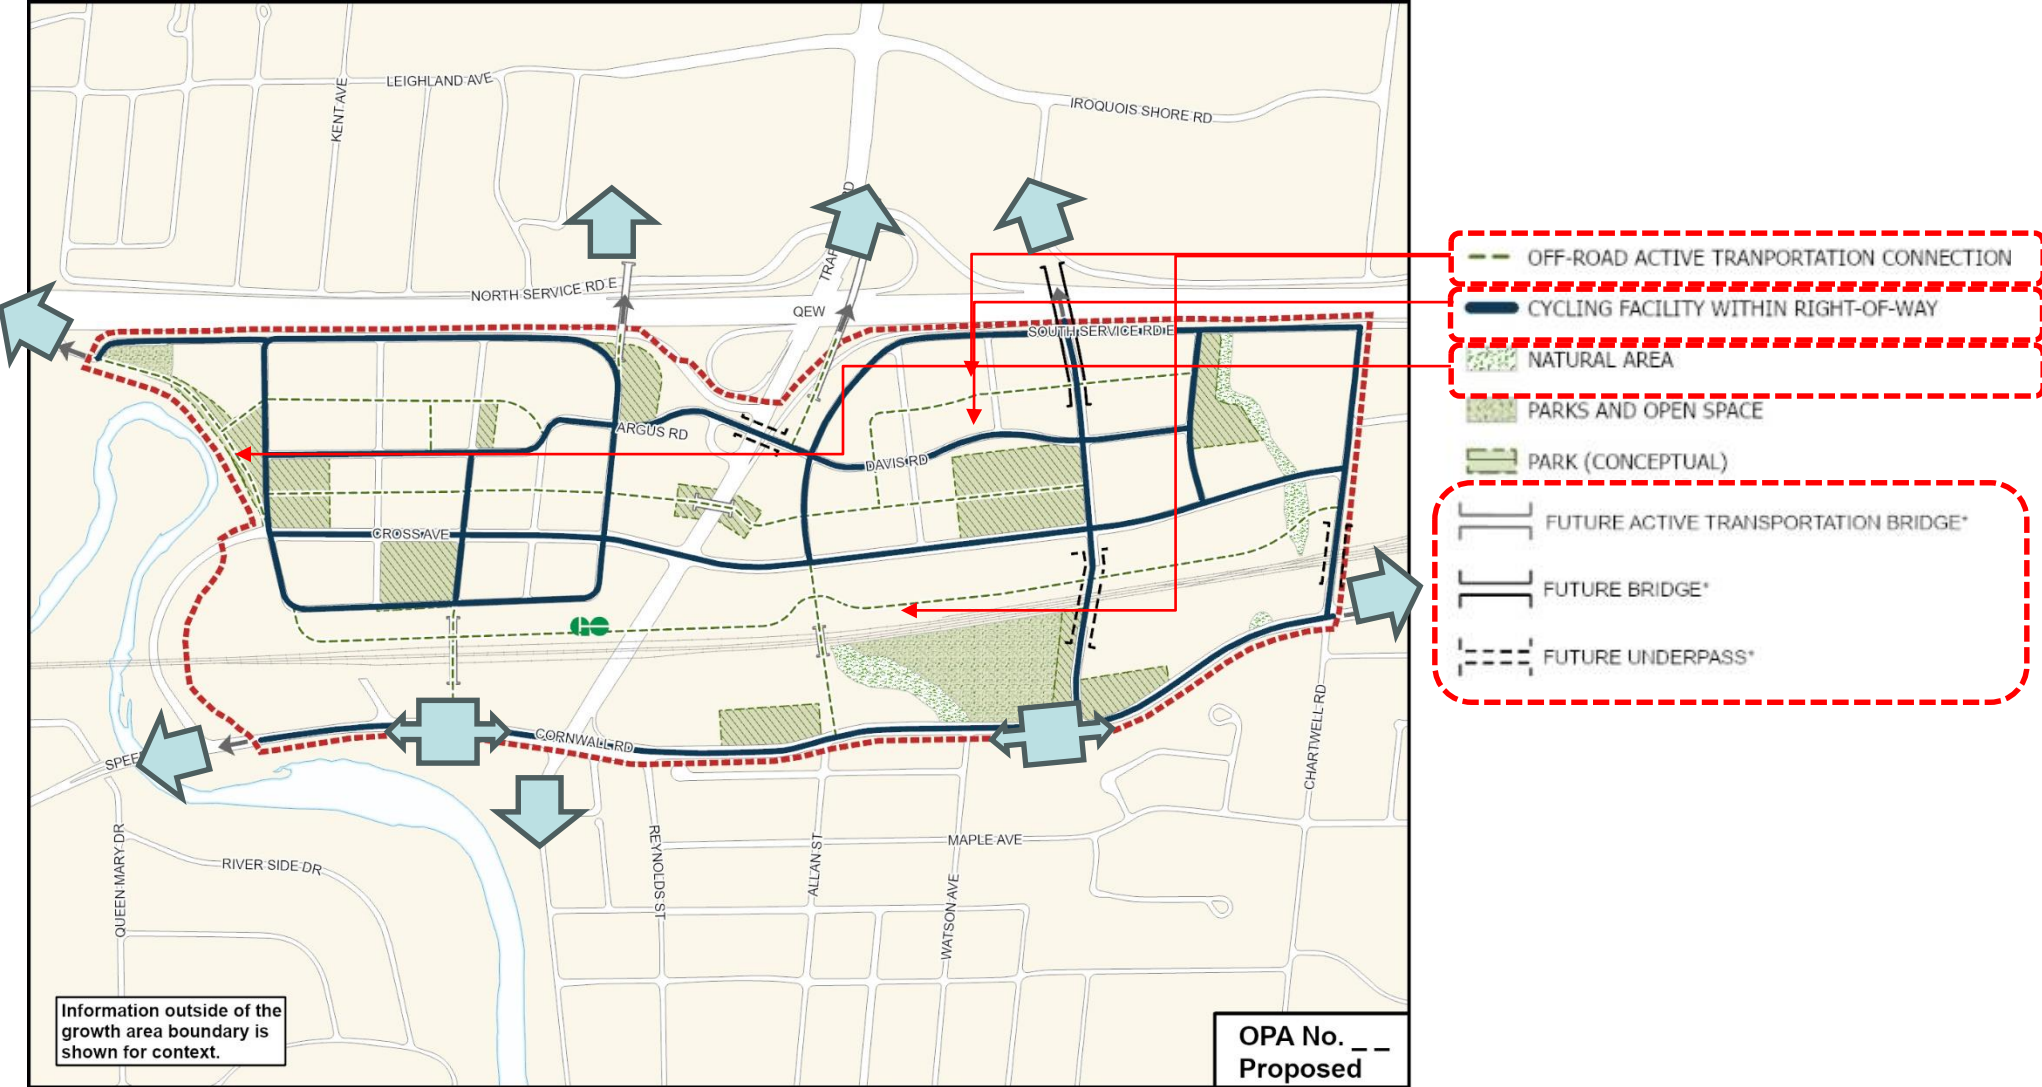 LEIGHLAND AVE
KENT AVE
IROQUOIS SHORE RD
NORTH SERVICE RD E
QEW
SOUTH SERVICE RD E
ARGUS RD
DAVIS RD
CROSS AVE
GO
CORNWALL RD
CHARTWELL RD
QUEEN MARY DR
RIVER SIDE DR
REYNOLDS ST
ALLAN ST
WATSON AVE
MAPLE AVE
Information outside of the
growth area boundary is
shown for context.
OPA No. _ _
Proposed
OFF-ROAD ACTIVE TRANPORTATION CONNECTION
CYCLING FACILITY WITHIN RIGHT-OF-WAY
NATURAL AREA
PARKS AND OPEN SPACE
PARK (CONCEPTUAL)
FUTURE ACTIVE TRANSPORTATION BRIDGE*
FUTURE BRIDGE*
FUTURE UNDERPASS*